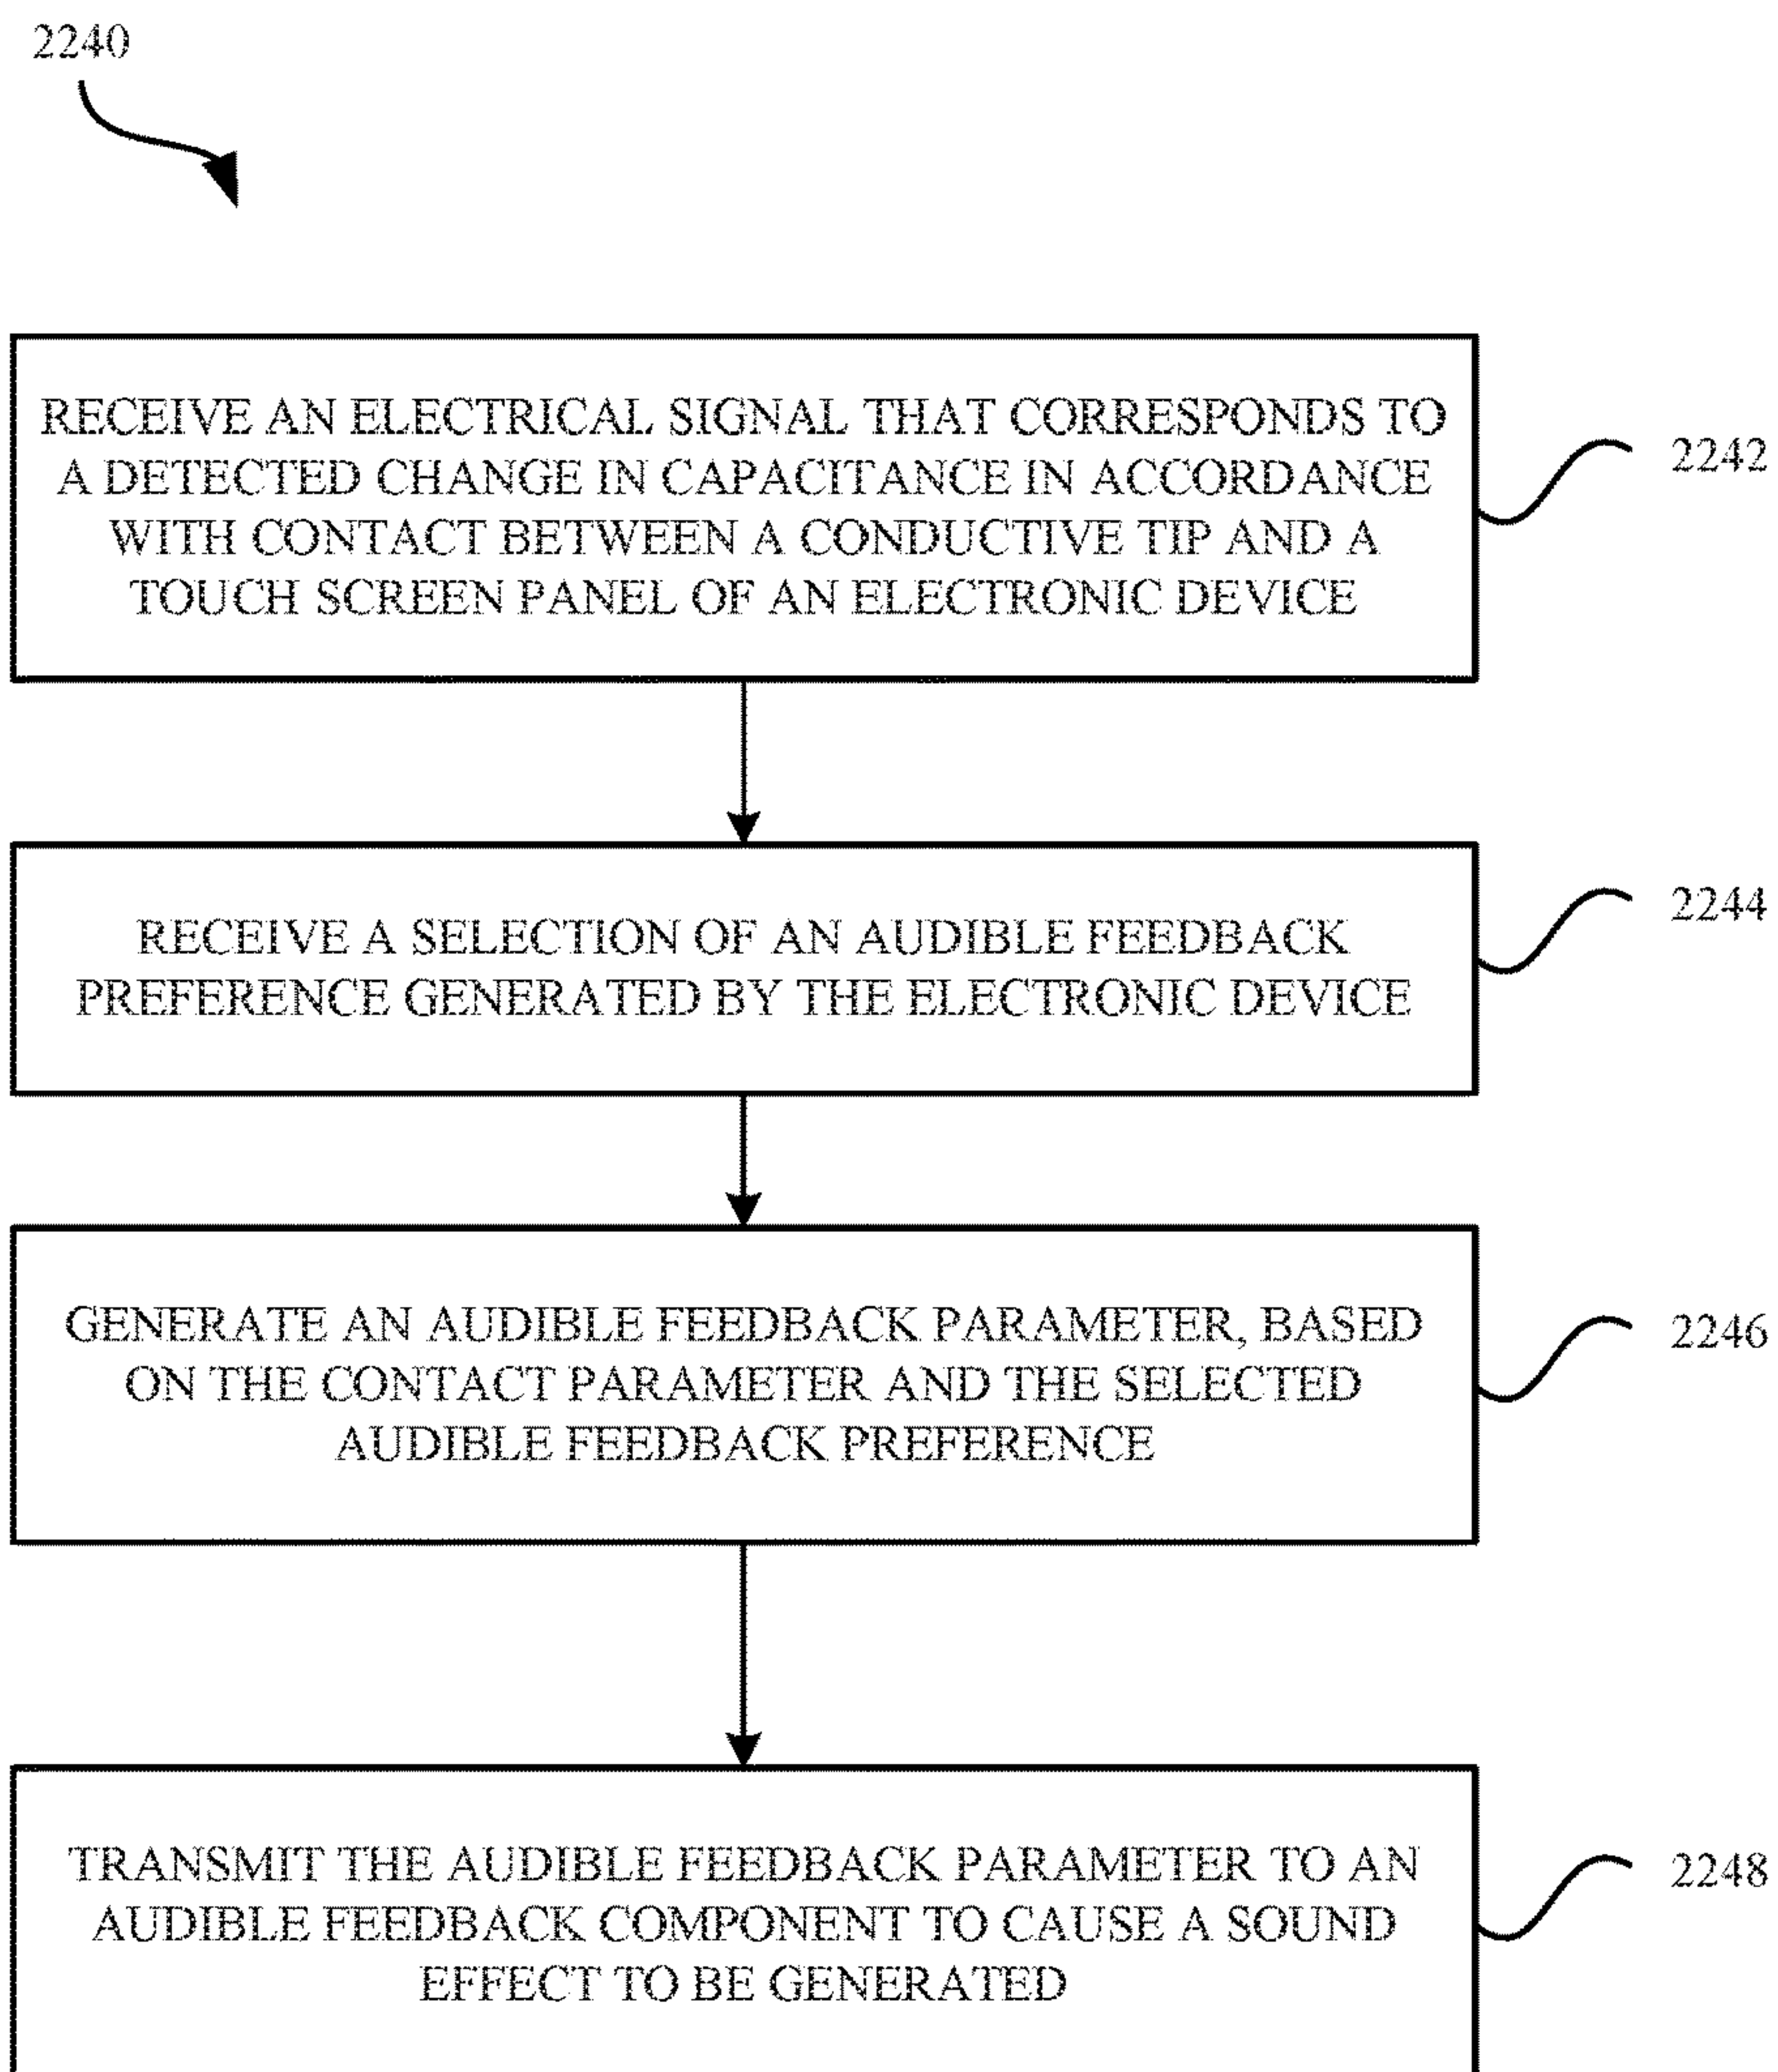 2240
RECEIVE AN ELECTRICAL SIGNAL THAT CORRESPONDS TO
A DETECTED CHANGE IN CAPACITANCE IN ACCORDANCE
WITH CONTACT BETWEEN A CONDUCTIVE TIP AND A
TOUCH SCREEN PANEL OF AN ELECTRONIC DEVICE
2242
RECEIVE A SELECTION OF AN AUDIBLE FEEDBACK
PREFERENCE GENERATED BY THE ELECTRONIC DEVICE
2244
GENERATE AN AUDIBLE FEEDBACK PARAMETER, BASED
ON THE CONTACT PARAMETER AND THE SELECTED
AUDIBLE FEEDBACK PREFERENCE
2246
TRANSMIT THE AUDIBLE FEEDBACK PARAMETER TO AN
AUDIBLE FEEDBACK COMPONENT TO CAUSE A SOUND
EFFECT TO BE GENERATED
2248